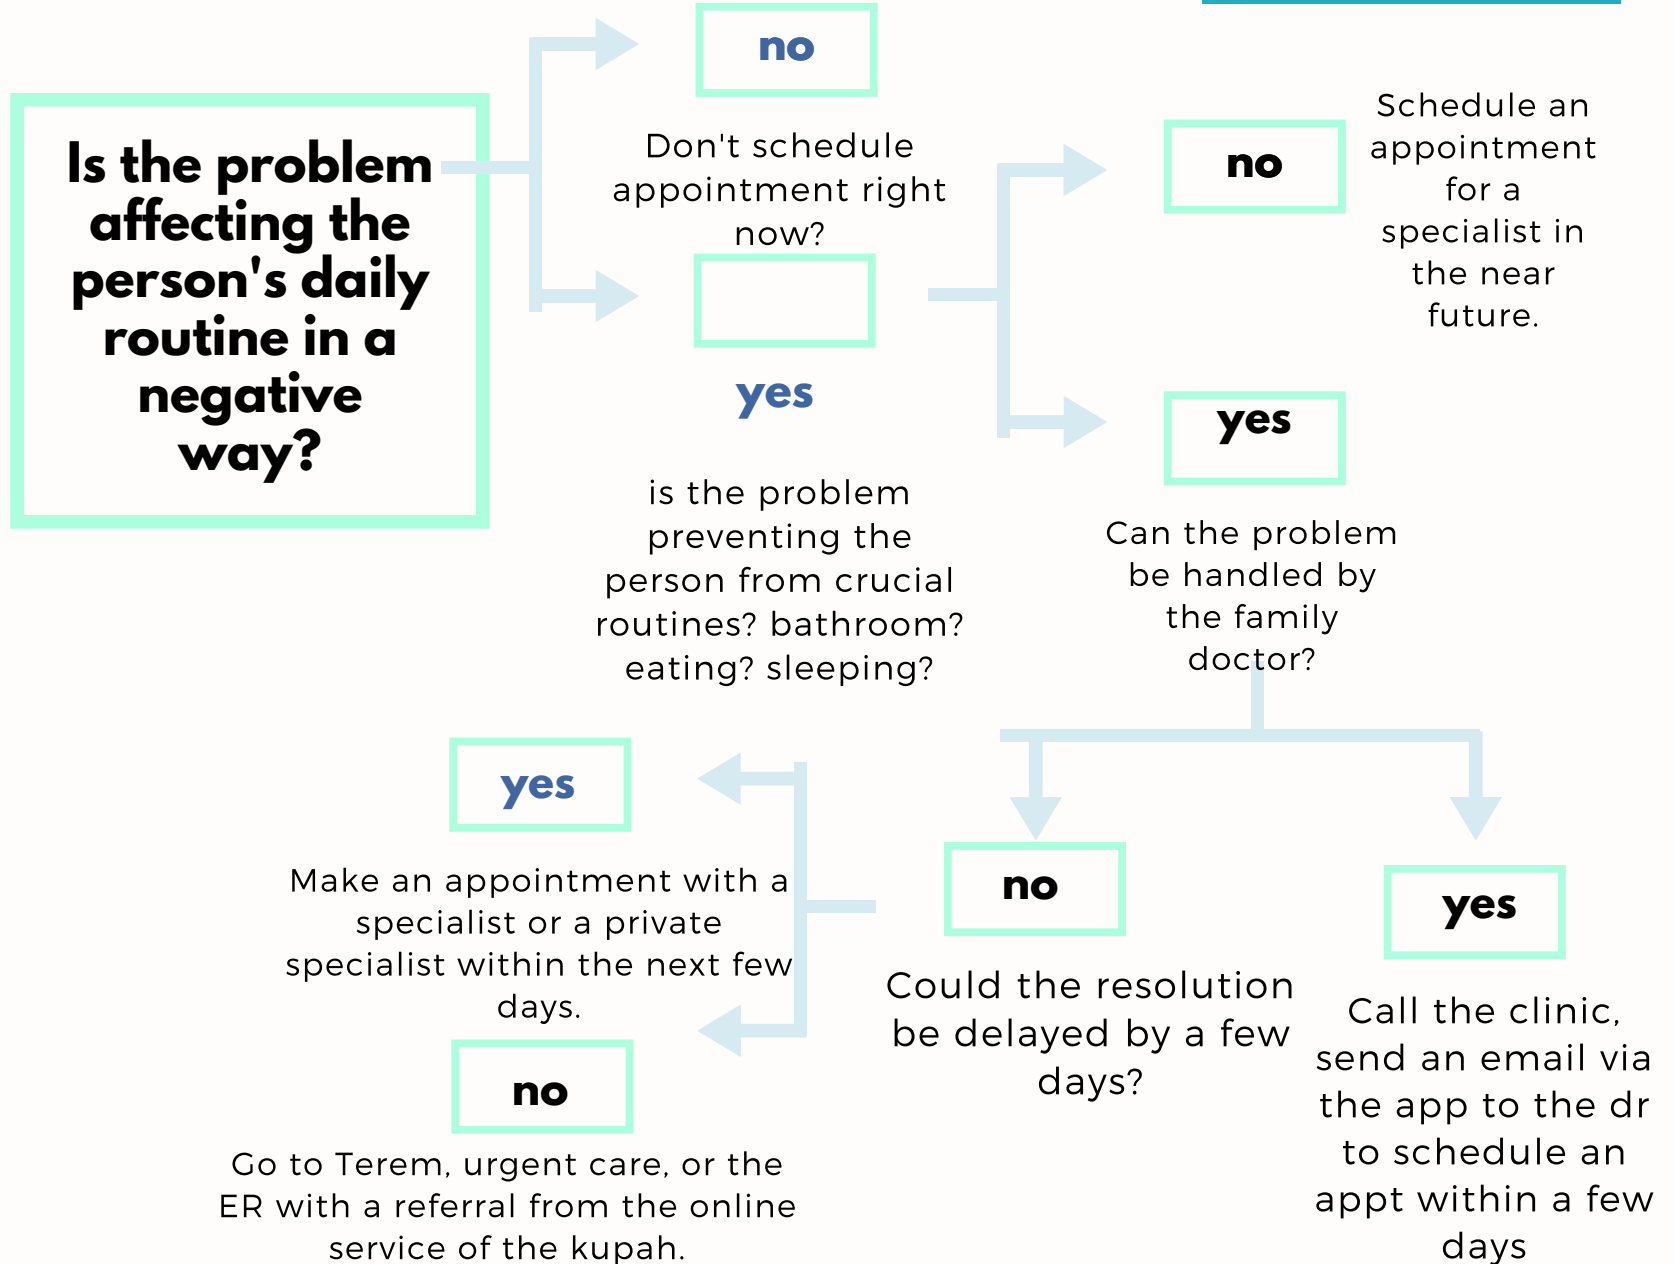 Is the problem
affecting the
person's daily
routine in a
negative
way?
no
Don't schedule
appointment right
now?
yes
is the problem
preventing the
person from crucial
routines? bathroom?
eating? sleeping?
no
Schedule an
appointment
for a
specialist in
the near
future.
yes
Can the problem
be handled by
the family
doctor?
yes
Make an appointment with a
specialist or a private
specialist within the next few
days.
no
Go to Terem, urgent care, or the
ER with a referral from the online
service of the kupah.
no
Could the resolution
be delayed by a few
days?
yes
Call the clinic,
send an email via
the app to the dr
to schedule an
appt within a few
days